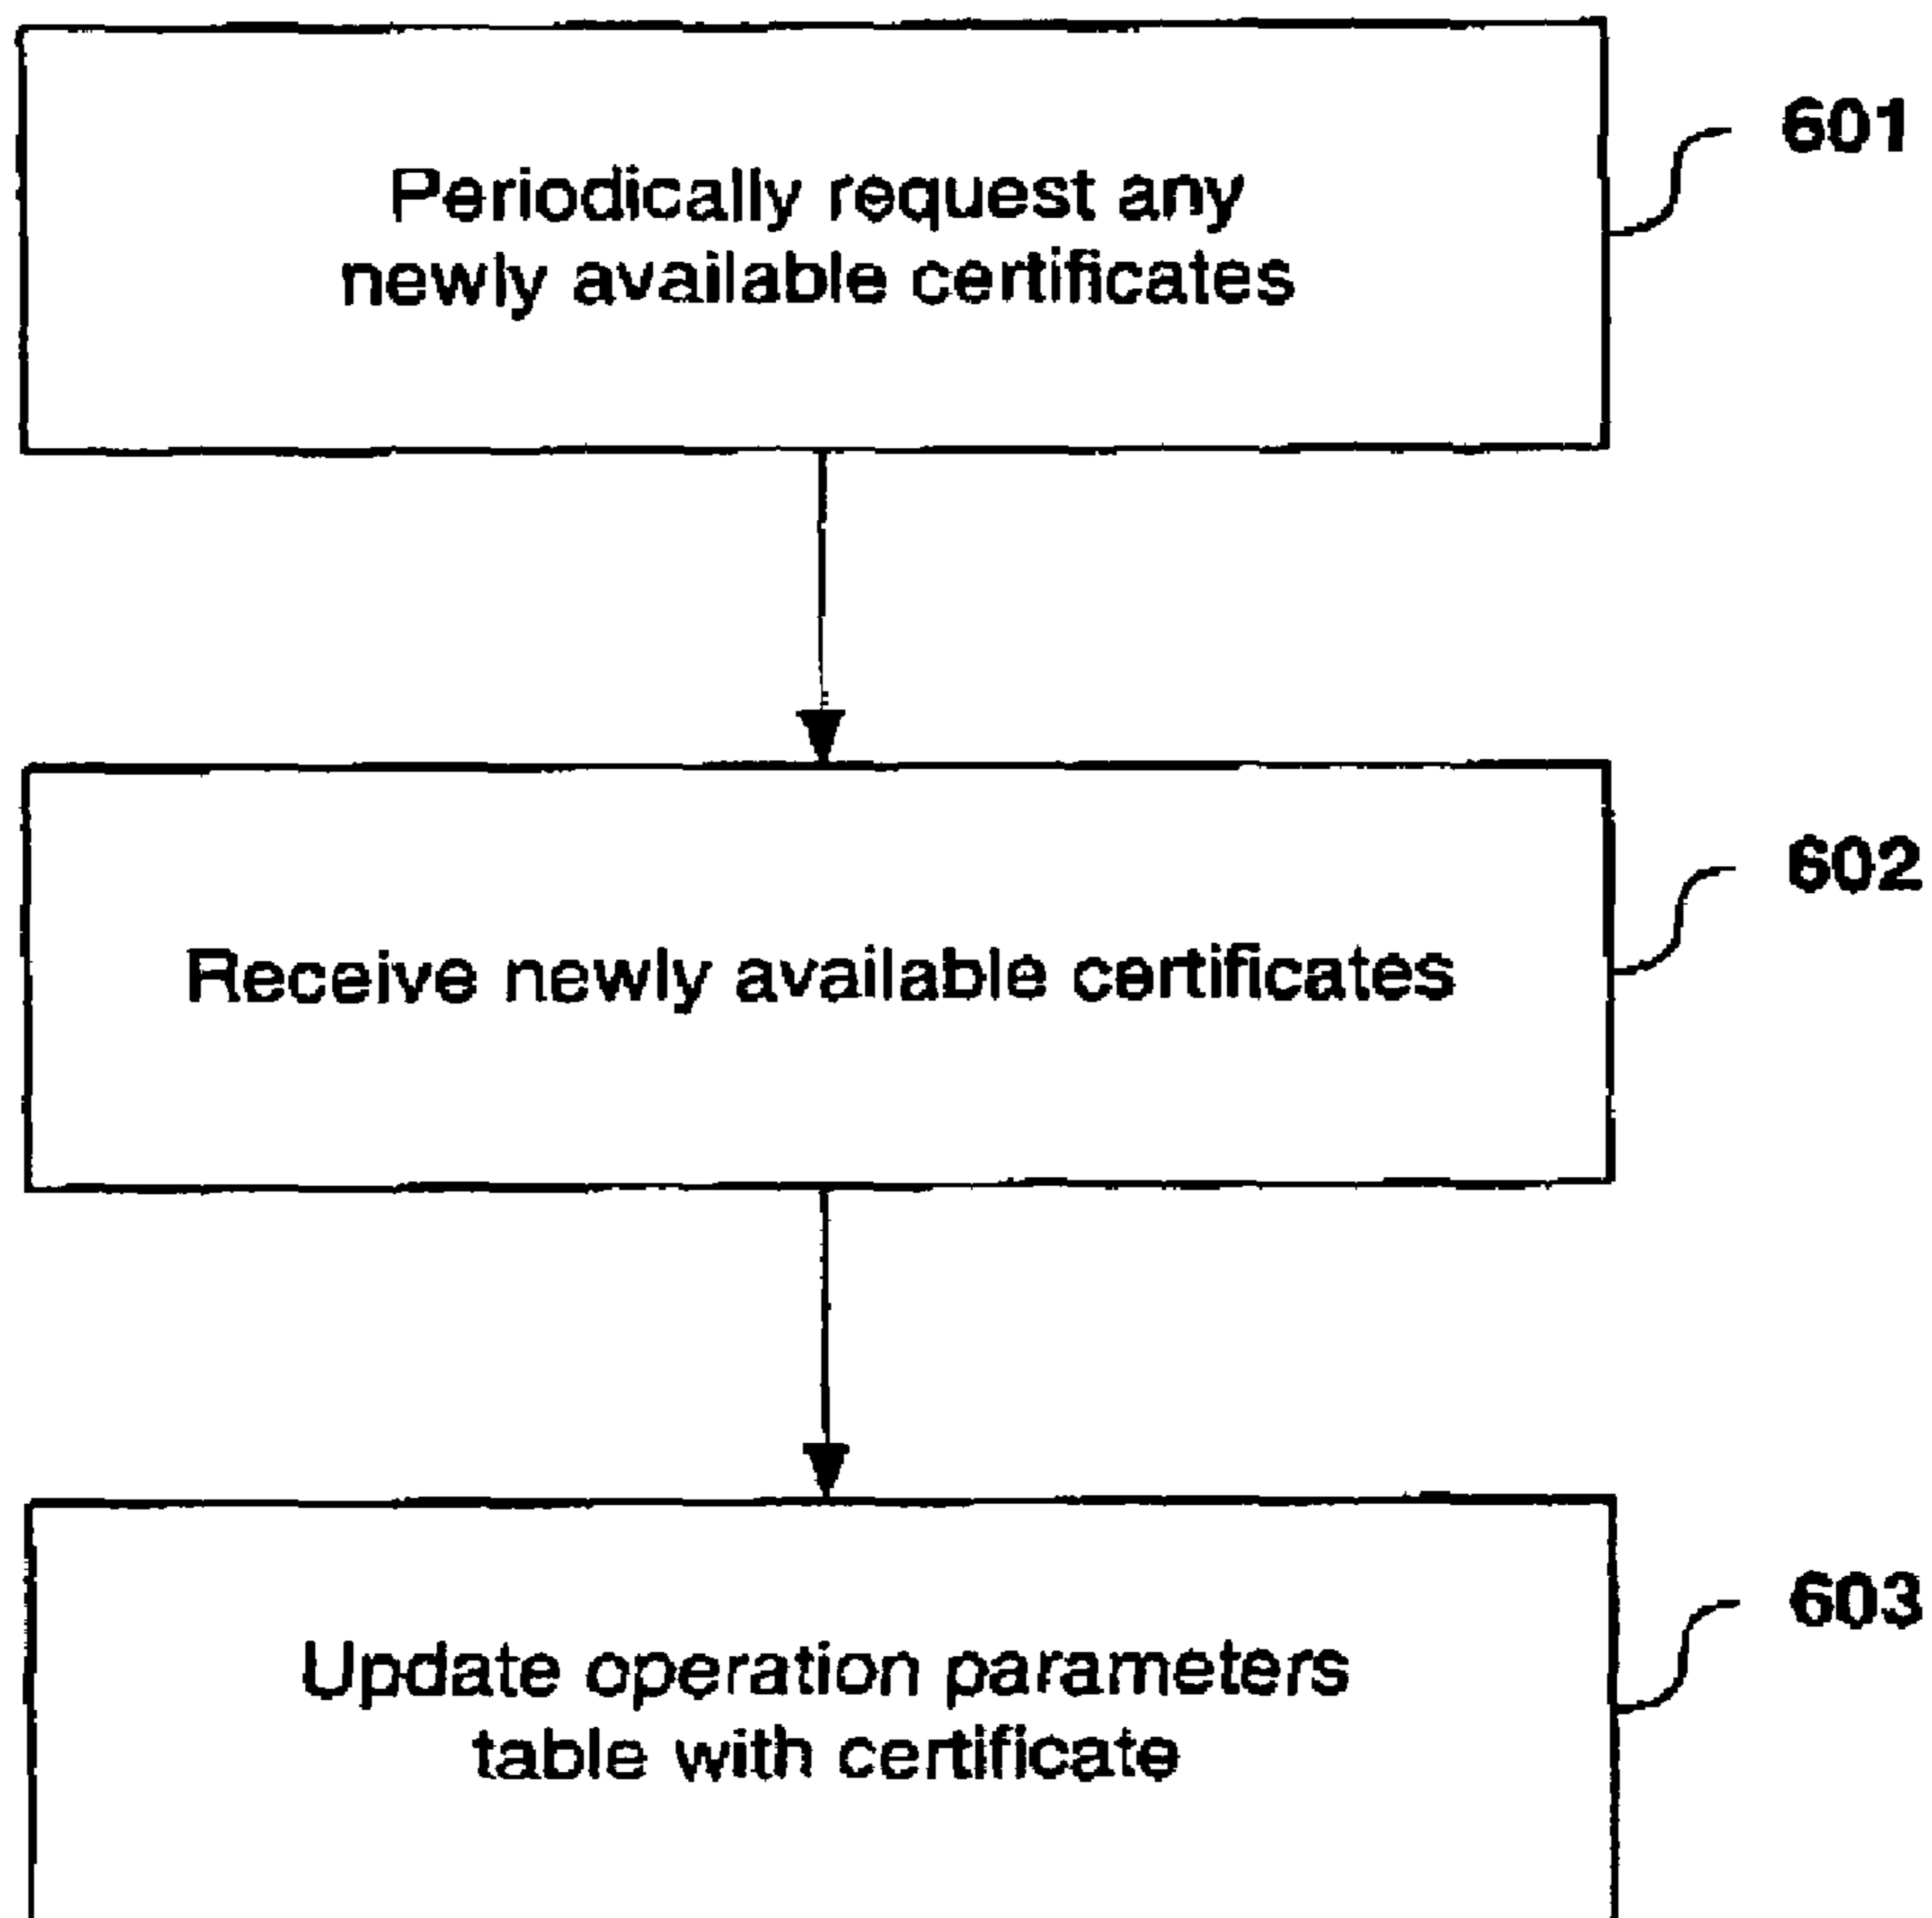 601
Periodically request any
newly available certificates
602
Receive newly available certificates
603
Update operation parameters
table with certificate